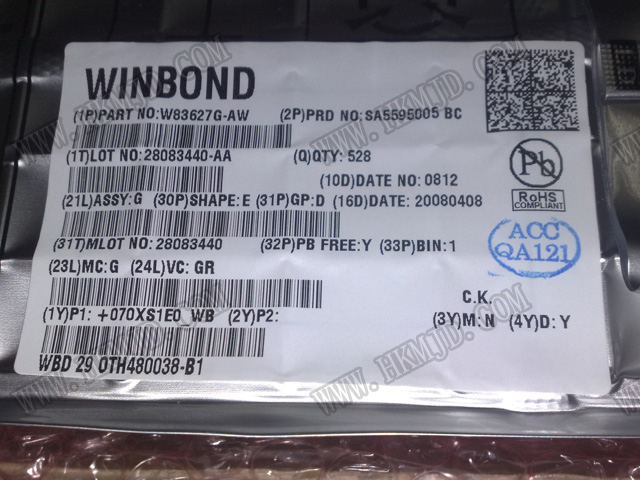 WINBOND
(1P)PART NO:W83627G-AW (2P)PRD NO:SA5595005 BC
(1T)LOT NO:28083440-AA (Q)QTY: 528
(10D)DATE NO:0812
(21L)ASSY:G (30P)SHAPE:E (31P)GP:D (16D)DATE: 20080408
(31T)MLOT NO:28083440 (32P)PB FREE:Y (33P)BIN:1
(23L)MC:G (24L)VC: GR
(1Y)P1: +070XS1E0 WB (2Y)P2:
C.K.
(3Y)M:N (4Y)D:Y
WBD 29 0TH480038-B1
Pb
RoHS
COMPLIANT
ACC
QA121
WWW.HKMJD.COM
WWW.HKMJD.COM
WWW.HKMJD.COM
WWW.HKMJD.COM